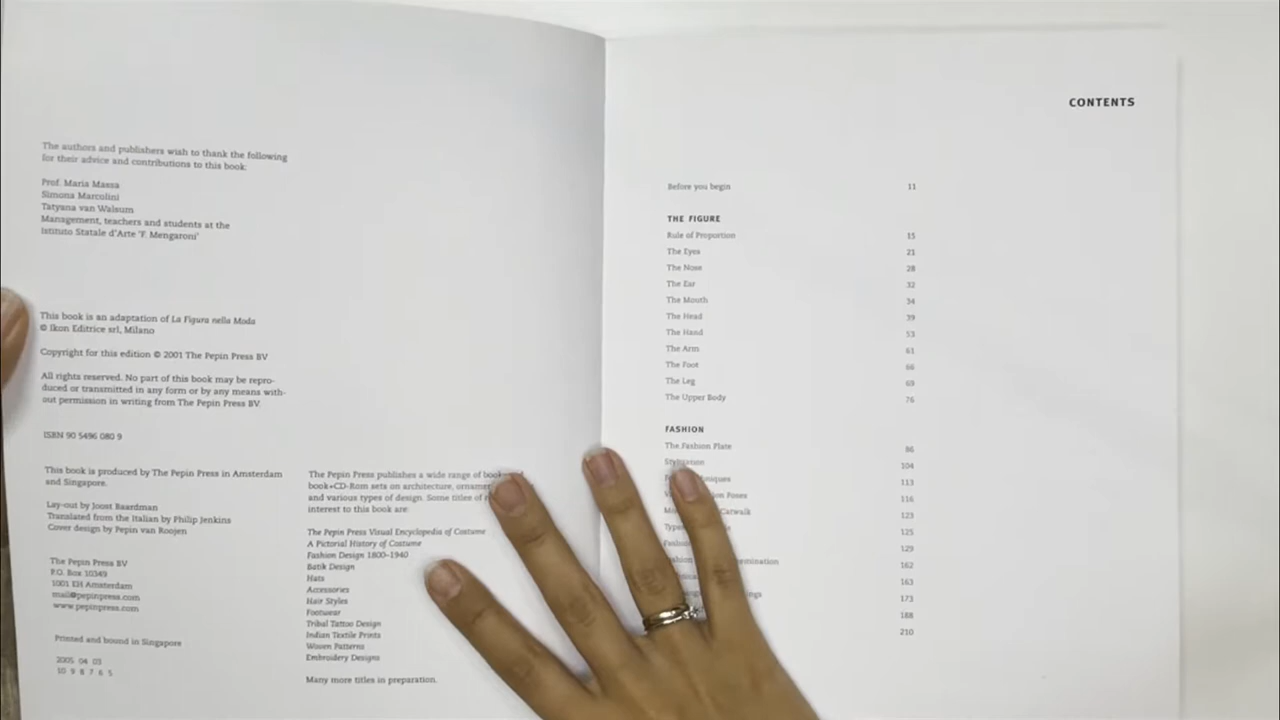 The authors and publishers wish to thank the following
for their advice and contributions to this book:
Prof. Maria Massa
Simona Marcolini
Tatyana van Walsum
Management, teachers and students at the
Istituto Statale d'Arte 'F. Mengaroni'
This book is an adaptation of La Figura nella Moda
© Ikon Editrice srl, Milano
Copyright for this edition © 2001 The Pepin Press BV
All rights reserved. No part of this book may be repro-
duced or transmitted in any form or by any means with-
out permission in writing from The Pepin Press BV.
ISBN 90 5496 080 9
This book is produced by The Pepin Press in Amsterdam
and Singapore.
Lay-out by Joost Baardman
Translated from the Italian by Philip Jenkins
Cover design by Pepin van Roojen
The Pepin Press BV
P.O. Box 10349
1001 EH Amsterdam
mail@pepinpress.com
www.pepinpress.com
Printed and bound in Singapore
2005 04 03
10 9 8 7 6 5
The Pepin Press publishes a wide range of
book+CD-Rom sets on architecture,
and various types of design. Some titles of
interest to this book are:
The Pepin Press Visual Encyclopedia of Costume
A Pictorial History of Costume
Fashion Design 1800–1940
Batik Design
Hats
Accessories
Hair Styles
Footwear
Tribal Tattoo Design
Indian Textile Prints
Woven Patterns
Embroidery Designs
Many more titles in preparation.
CONTENTS
Before you begin 11
THE FIGURE
Rule of Proportion 15
The Eyes 21
The Nose 28
The Ear 32
The Mouth 34
The Head 39
The Hand 53
The Arm 61
The Foot 66
The Leg 69
The Upper Body 76
FASHION
The Fashion Plate 86
104
113
Poses 116
Catwalk 123
125
129
162
163
173
188
210